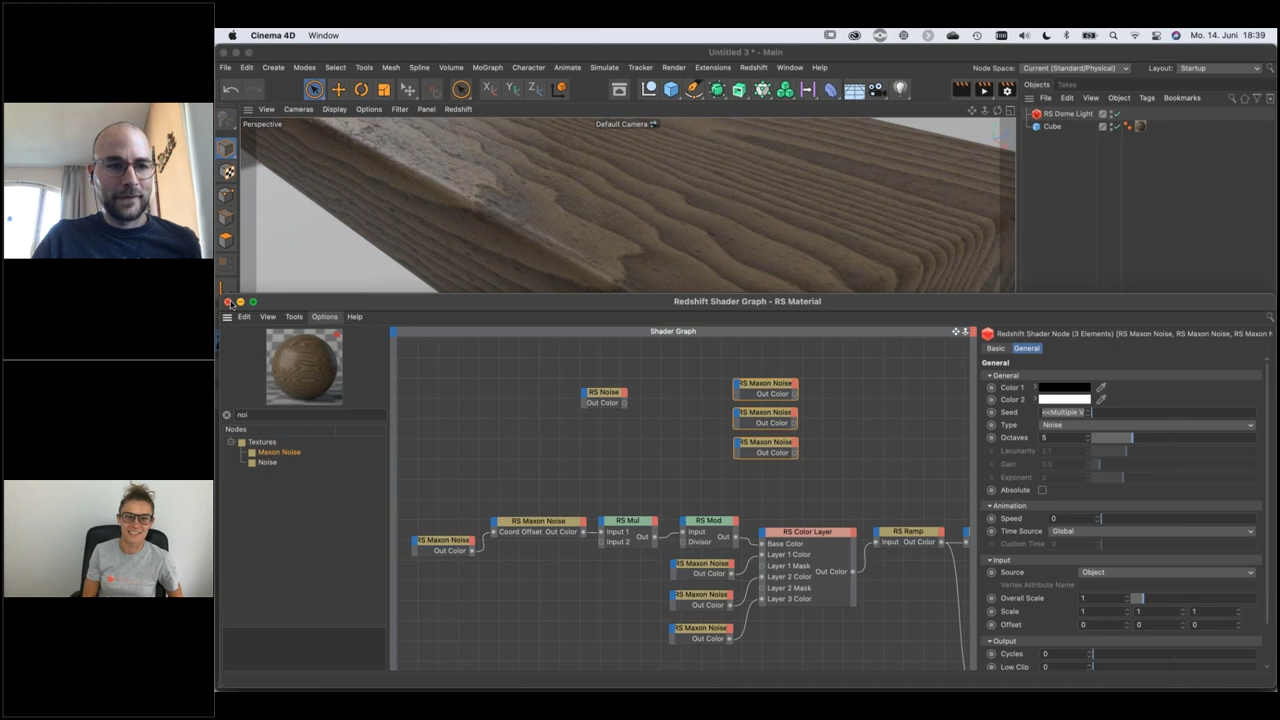 Cinema 4D Window
Mo. 14. Juni 18:39
Untitled 3 * - Main
File Edit Create Modes Select Tools Mesh Spline Volume MoGraph Character Animate Simulate Tracker Render Extensions Redshift Window Help
Node Space: Current (Standard/Physical) Layout: Startup
X Y Z
Objects Takes
File Edit View Object Tags Bookmarks
View Cameras Display Options Filter Panel Redshift
Perspective
Default Camera
RS Dome Light
Cube
Redshift Shader Graph - RS Material
Edit View Tools Options Help
Shader Graph
noi
Nodes
Textures
Maxon Noise
Noise
RS Noise
Out Color
RS Maxon Noise
Out Color
RS Maxon Noise
Out Color
RS Maxon Noise
Out Color
RS Maxon Noise
Out Color
RS Maxon Noise
Coord Offset Out Color
RS Mul
Input 1
Input 2
Out
RS Mod
Input
Divisor
Out
RS Maxon Noise
Out Color
RS Maxon Noise
Out Color
RS Maxon Noise
Out Color
RS Color Layer
Base Color
Layer 1 Color
Layer 1 Mask
Layer 2 Color
Layer 2 Mask
Layer 3 Color
Out Color
RS Ramp
Input Out Color
Redshift Shader Node (3 Elements) [RS Maxon Noise, RS Maxon Noise, RS Maxon N
Basic General
General
General
Color 1
Color 2
Seed <<Multiple V
Type Noise
Octaves 5
Lacunarity 2.1
Gain 0.5
Exponent 2
Absolute
Animation
Speed 0
Time Source Global
Custom Time 0
Input
Source Object
Vertex Attribute Name
Overall Scale 1
Scale 1 1 1
Offset 0 0 0
Output
Cycles 0
Low Clip 0